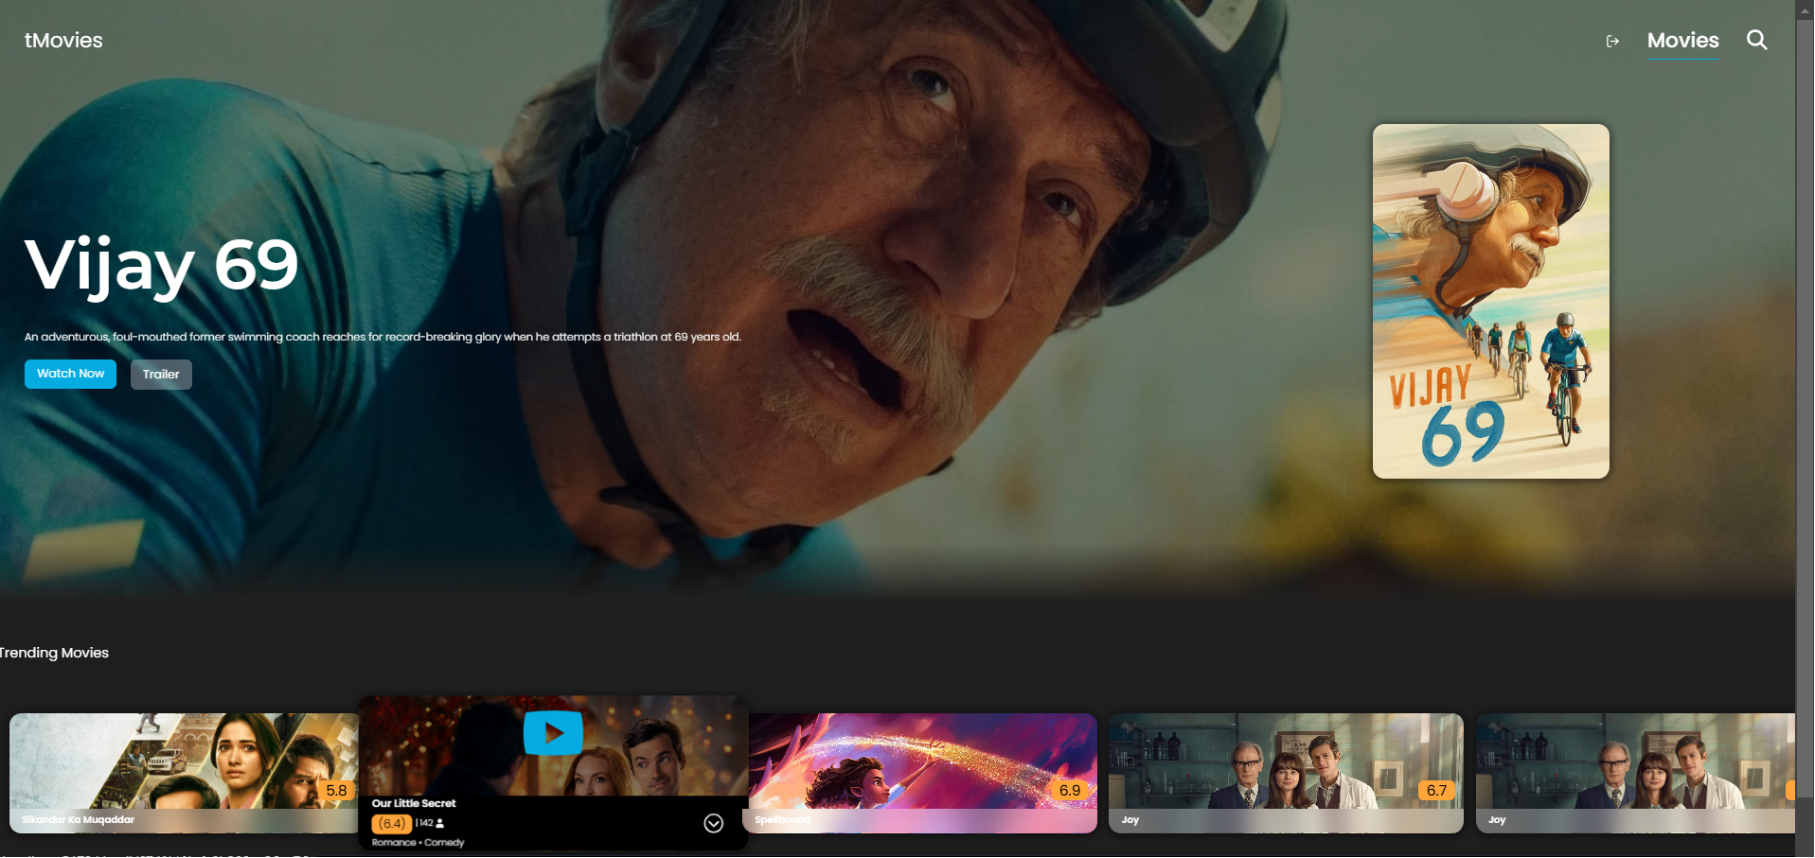 tMovies
Movies
Vijay 69
An adventurous, foul-mouthed former swimming coach reaches for record-breaking glory when he attempts a triathlon at 69 years old.
Watch Now
Trailer
VIJAY
69
Trending Movies
5.8
Sikandar Ka Muqaddar
Our Little Secret
(6.4) | 142
Romance • Comedy
6.9
Spellbound
6.7
Joy
Joy